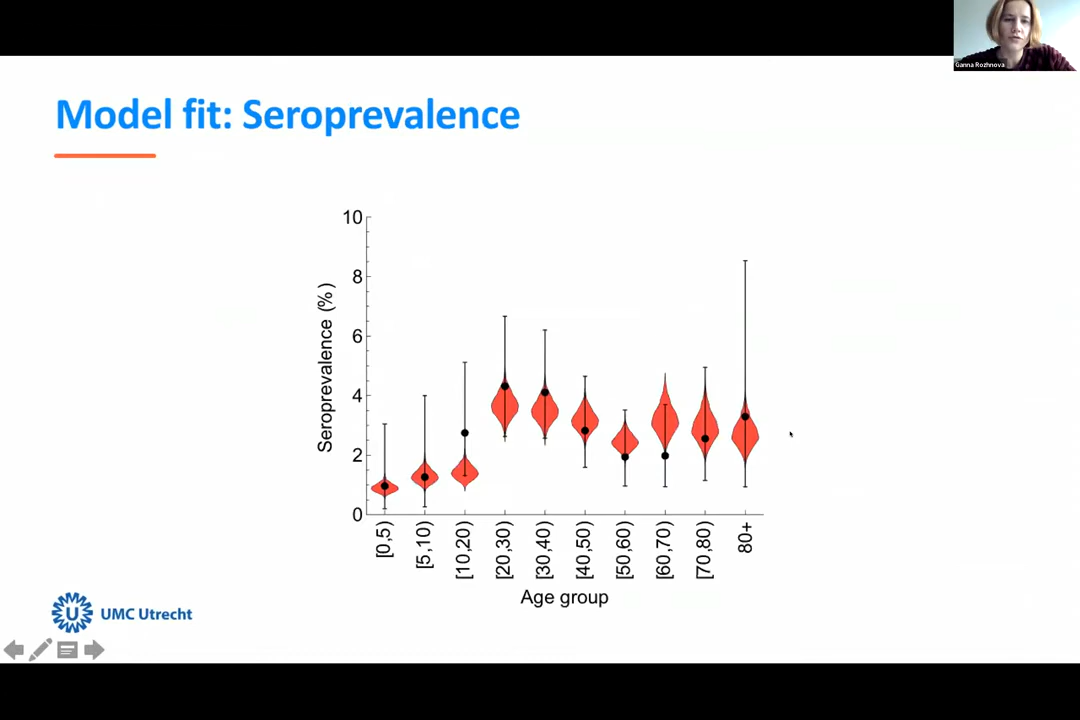 Ganna Rozhnova
Model fit: Seroprevalence
10
8
6
4
2
0
Seroprevalence (%)
[0,5)
[5,10)
[10,20)
[20,30)
[30,40)
[40,50)
[50,60)
[60,70)
[70,80)
80+
Age group
U
UMC Utrecht